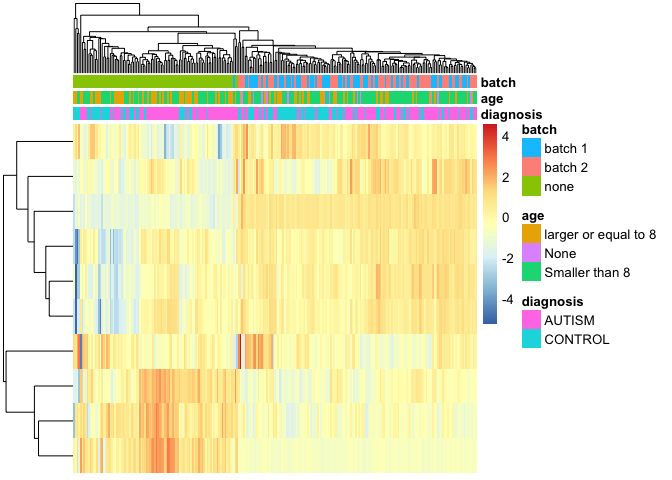 batch
age
diagnosis
4
2
0
-2
-4
batch
batch 1
batch 2
none
age
larger or equal to 8
None
Smaller than 8
diagnosis
AUTISM
CONTROL